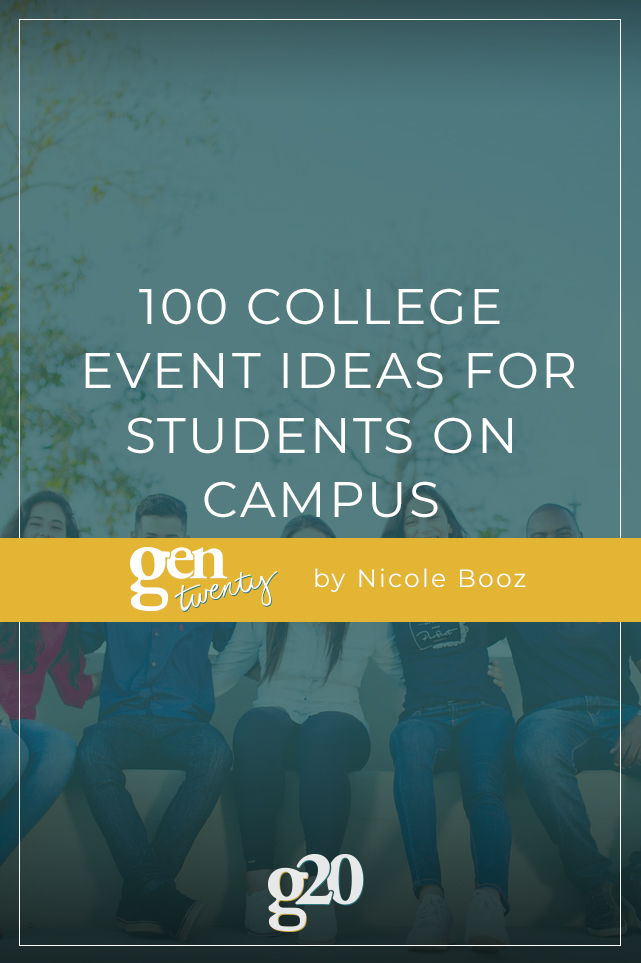 100 COLLEGE
EVENT IDEAS FOR
STUDENTS ON
CAMPUS
gen
twenty
by Nicole Booz
g20